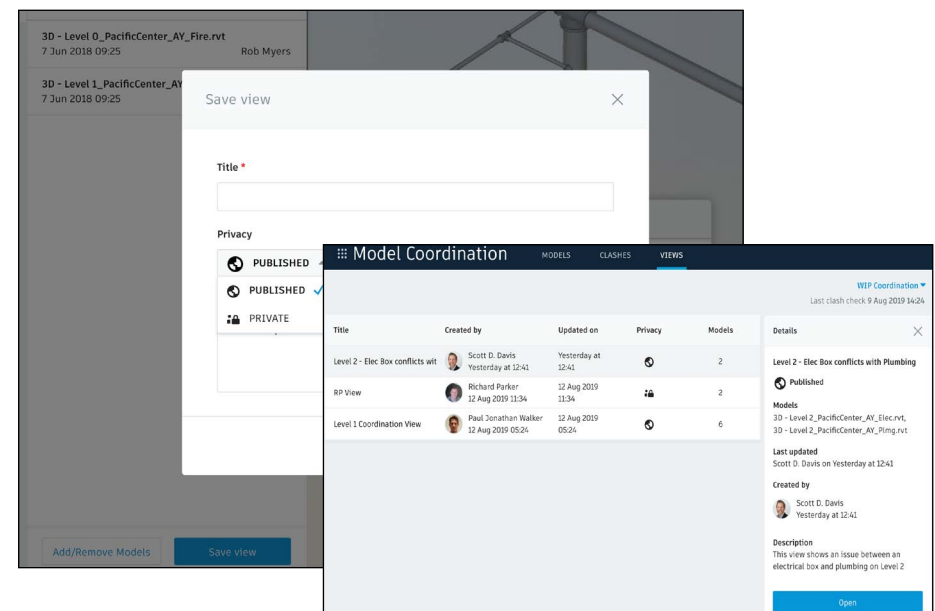 3D - Level 0_PacificCenter_AY_Fire.rvt
7 Jun 2018 09:25 Rob Myers
3D - Level 1_PacificCenter_AY
7 Jun 2018 09:25
Save view
Title *
Privacy
PUBLISHED
PUBLISHED
PRIVATE
Add/Remove Models Save view
Model Coordination MODELS CLASHES VIEWS
WIP Coordination
Last clash check 9 Aug 2019 14:24
Title Created by Updated on Privacy Models
Level 2 - Elec Box conflicts wit Scott D. Davis Yesterday at 12:41 Yesterday at 12:41 2
RP View Richard Parker 12 Aug 2019 11:34 12 Aug 2019 11:34 2
Level 1 Coordination View Paul Jonathan Walker 12 Aug 2019 05:24 12 Aug 2019 05:24 6
Details
Level 2 - Elec Box conflicts with Plumbing
Published
Models
3D - Level 2_PacificCenter_AY_Elec.rvt,
3D - Level 2_PacificCenter_AY_Plmg.rvt
Last updated
Scott D. Davis on Yesterday at 12:41
Created by
Scott D. Davis
Yesterday at 12:41
Description
This view shows an issue between an
electrical box and plumbing on Level 2
Open